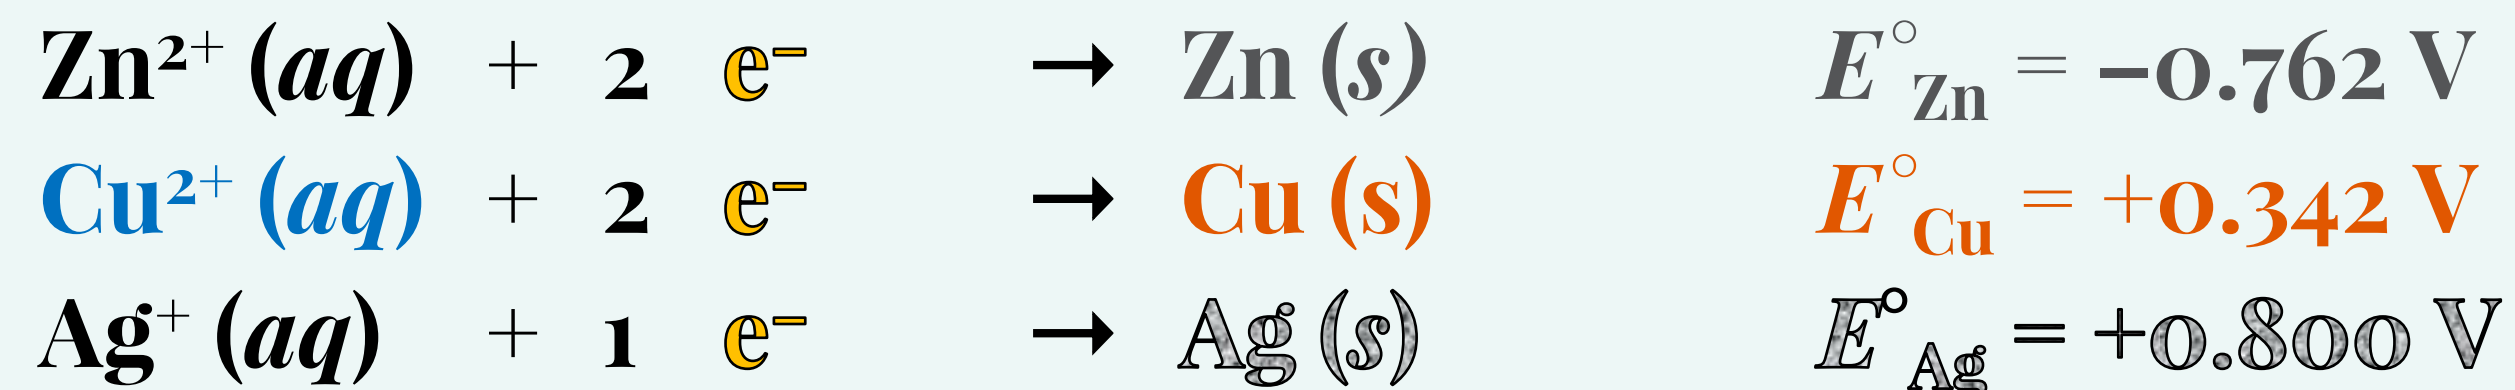 Zn²⁺ (aq) + 2 e⁻ → Zn (s) E°Zn = −0.762 V
Cu²⁺ (aq) + 2 e⁻ → Cu (s) E°Cu = +0.342 V
Ag⁺ (aq) + 1 e⁻ → Ag (s) E°Ag = +0.800 V